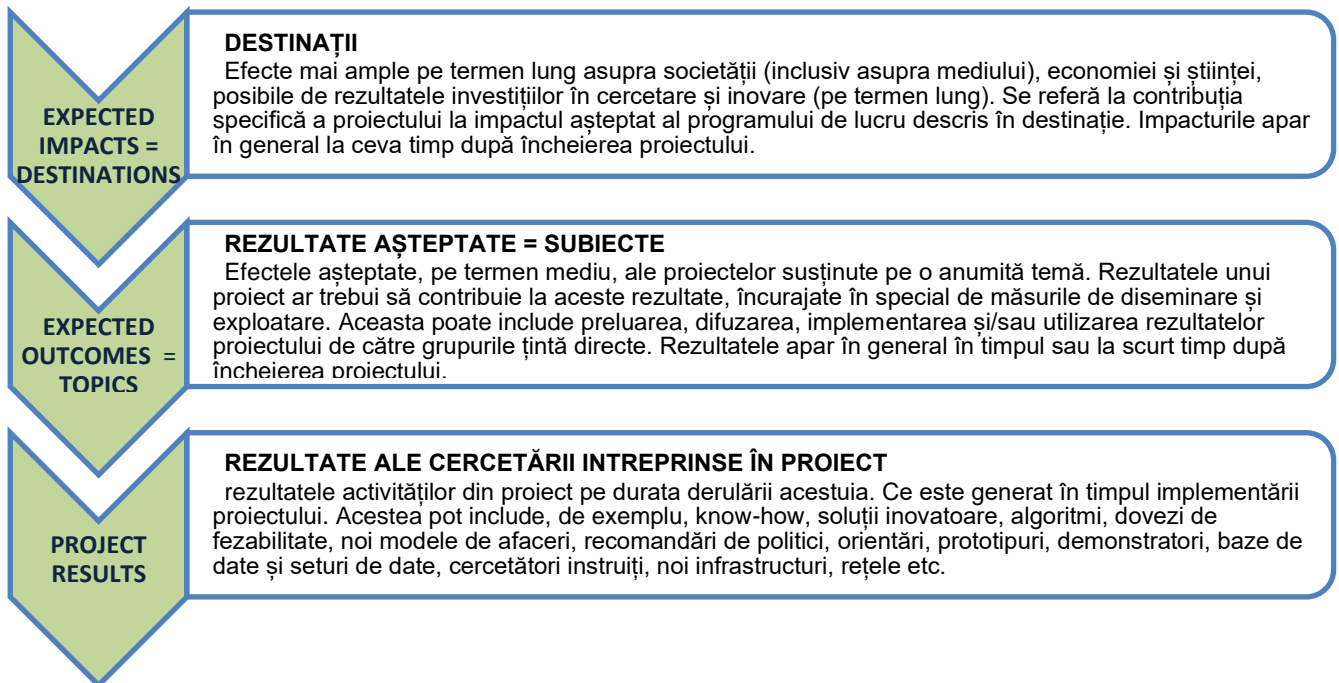 EXPECTED
IMPACTS =
DESTINATIONS
DESTINAȚII
Efecte mai ample pe termen lung asupra societății (inclusiv asupra mediului), economiei și științei,
posibile de rezultatele investițiilor în cercetare și inovare (pe termen lung). Se referă la contribuția
specifică a proiectului la impactul așteptat al programului de lucru descris în destinație. Impacturile apar
în general la ceva timp după încheierea proiectului.
EXPECTED
OUTCOMES =
TOPICS
REZULTATE AȘTEPTATE = SUBIECTE
Efectele așteptate, pe termen mediu, ale proiectelor susținute pe o anumită temă. Rezultatele unui
proiect ar trebui să contribuie la aceste rezultate, încurajate în special de măsurile de diseminare și
exploatare. Aceasta poate include preluarea, difuzarea, implementarea și/sau utilizarea rezultatelor
proiectului de către grupurile țintă directe. Rezultatele apar în general în timpul sau la scurt timp după
încheierea proiectului.
PROJECT
RESULTS
REZULTATE ALE CERCETĂRII INTREPRINSE ÎN PROIECT
rezultatele activităților din proiect pe durata derulării acestuia. Ce este generat în timpul implementării
proiectului. Acestea pot include, de exemplu, know-how, soluții inovatoare, algoritmi, dovezi de
fezabilitate, noi modele de afaceri, recomandări de politici, orientări, prototipuri, demonstratori, baze de
date și seturi de date, cercetători instruiți, noi infrastructuri, rețele etc.